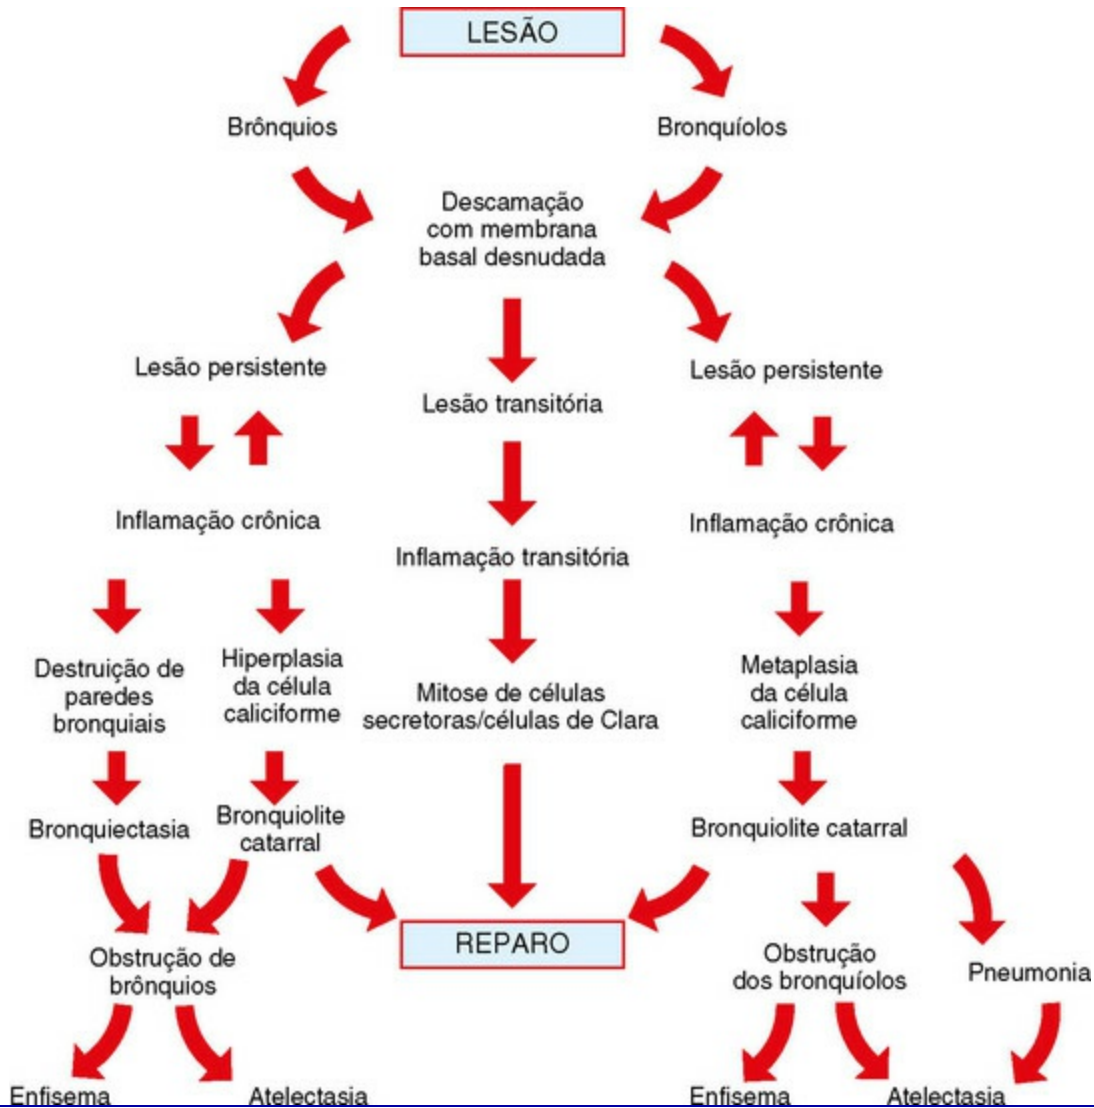 LESÃO
Brônquios
Bronquíolos
Descamação
com membrana
basal desnudada
Lesão persistente
Lesão transitória
Lesão persistente
Inflamação crônica
Inflamação transitória
Inflamação crônica
Destruição de
paredes
bronquiais
Hiperplasia
da célula
caliciforme
Mitose de células
secretoras/células de Clara
Metaplasia
da célula
caliciforme
Bronquiectasia
Bronquiolite
catarral
Bronquiolite catarral
Obstrução de
brônquios
REPARO
Obstrução
dos bronquíolos
Pneumonia
Enfisema
Atelectasia
Enfisema
Atelectasia